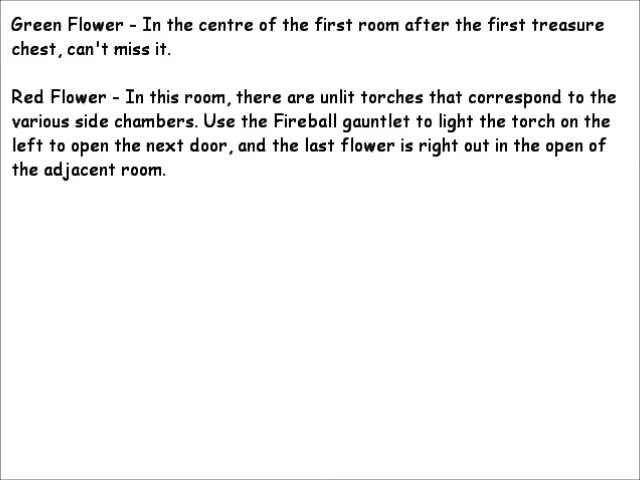 Green Flower - In the centre of the first room after the first treasure
chest, can't miss it.
Red Flower - In this room, there are unlit torches that correspond to the
various side chambers. Use the Fireball gauntlet to light the torch on the
left to open the next door, and the last flower is right out in the open of
the adjacent room.